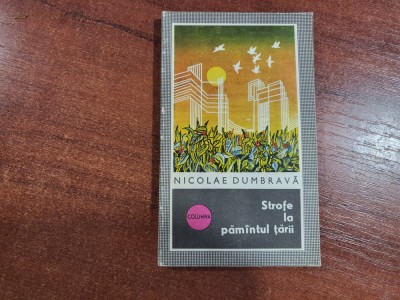 NICOLAE DUMBRAVĂ
COLUMNA
Strofe
la
pămîntul țării